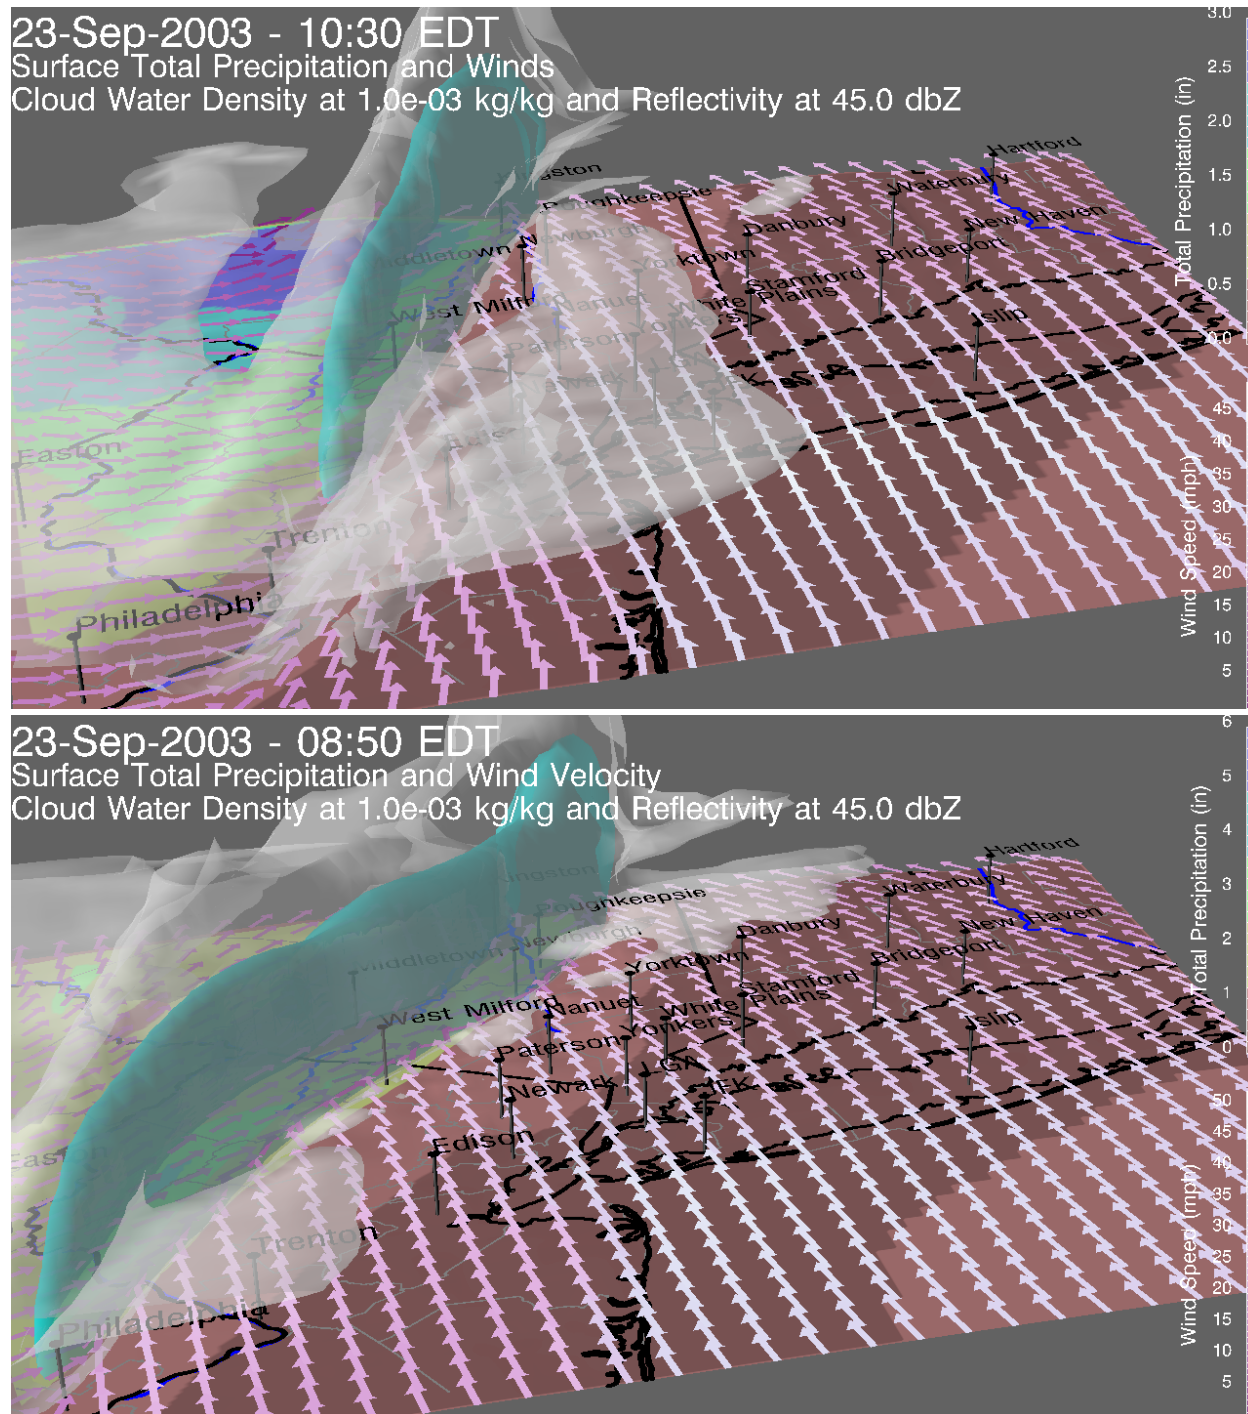 23-Sep-2003 - 10:30 EDT
Surface Total Precipitation and Winds
Cloud Water Density at 1.0e-03 kg/kg and Reflectivity at 45.0 dbZ
3.0
2.5
2.0
1.5
1.0
0.5
0.0
Total Precipitation (in)
45
40
35
30
25
20
15
10
5
Wind Speed (mph)
Hartford
Poughkeepsie
Waterbury
Newburgh
Danbury
New Haven
Middletown
Yorktown
Bridgeport
West Milford
Nanuet
Stamford
White Plains
Islip
Paterson
Yonkers
Newark
LGA
Easton
Trenton
Philadelphia
23-Sep-2003 - 08:50 EDT
Surface Total Precipitation and Wind Velocity
Cloud Water Density at 1.0e-03 kg/kg and Reflectivity at 45.0 dbZ
6
5
4
3
2
1
0
Total Precipitation (in)
50
45
40
35
30
25
20
15
10
5
Wind Speed (mph)
Hartford
Kingston
Poughkeepsie
Waterbury
Newburgh
Danbury
New Haven
Middletown
Yorktown
Bridgeport
West Milford
Nanuet
Stamford
White Plains
Yonkers
Islip
Paterson
LGA
Newark
JFK
Edison
Easton
Trenton
Philadelphia